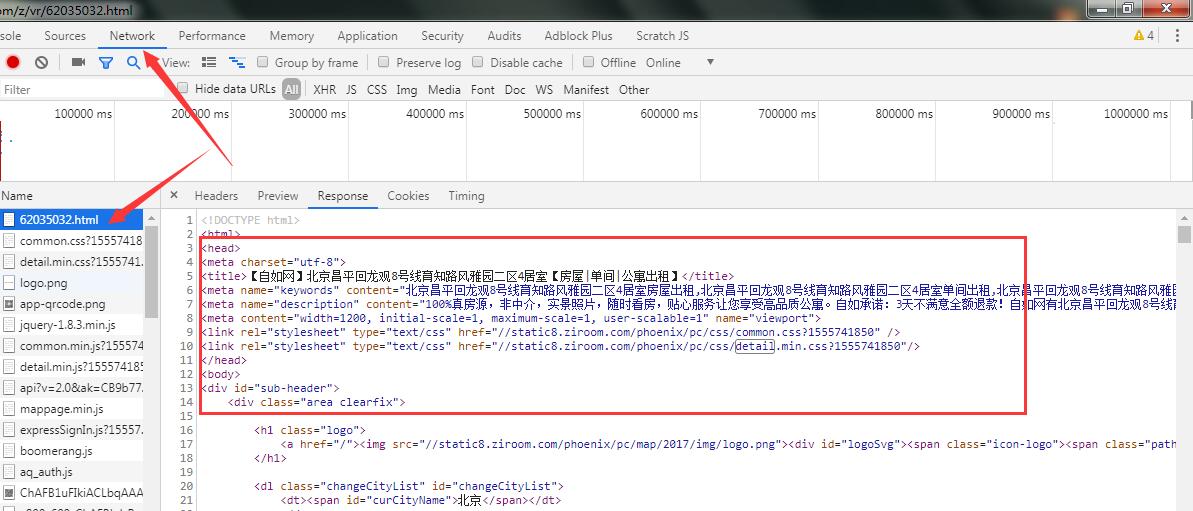 om/z/vr/62035032.html
sole Sources Network Performance Memory Application Security Audits Adblock Plus Scratch JS 4
View: Group by frame Preserve log Disable cache Offline Online
Filter Hide data URLs All XHR JS CSS Img Media Font Doc WS Manifest Other
100000 ms 200000 ms 300000 ms 400000 ms 500000 ms 600000 ms 700000 ms 800000 ms 900000 ms 1000000 ms
Name × Headers Preview Response Cookies Timing
62035032.html
common.css?15557418
detail.min.css?1555741.
logo.png
app-qrcode.png
jquery-1.8.3.min.js
common.min.js?155574
detail.min.js?155574185
api?v=2.0&ak=CB9b77.
mappage.min.js
expressSignIn.js?15557.
boomerang.js
aq_auth.js
ChAFB1uFIkiACLbqAAA
1 <!DOCTYPE html>
2 <html>
3 <head>
4 <meta charset="utf-8">
5 <title>【自如网】北京昌平回龙观8号线育知路风雅园二区4居室【房屋|单间|公寓出租】</title>
6 <meta name="keywords" content="北京昌平回龙观8号线育知路风雅园二区4居室房屋出租,北京昌平回龙观8号线育知路风雅园二区4居室单间出租,北京昌平回龙观8号线育知路风雅
7 <meta name="description" content="100%真房源，非中介，实景照片，随时看房，贴心服务让您享受高品质公寓。自如承诺：3天不满意全额退款！自如网有北京昌平回龙观8号线
8 <meta content="width=1200, initial-scale=1, maximum-scale=1, user-scalable=1" name="viewport">
9 <link rel="stylesheet" type="text/css" href="//static8.ziroom.com/phoenix/pc/css/common.css?1555741850" />
10 <link rel="stylesheet" type="text/css" href="//static8.ziroom.com/phoenix/pc/css/detail.min.css?1555741850"/>
11 </head>
12 <body>
13 <div id="sub-header">
14 <div class="area clearfix">
15
16 <h1 class="logo">
17 <a href="/"><img src="//static8.ziroom.com/phoenix/pc/map/2017/img/logo.png"><div id="logoSvg"><span class="icon-logo"><span class="path
18 </h1>
19
20 <dl class="changeCityList" id="changeCityList">
21 <dt><span id="curCityName">北京</span></dt>